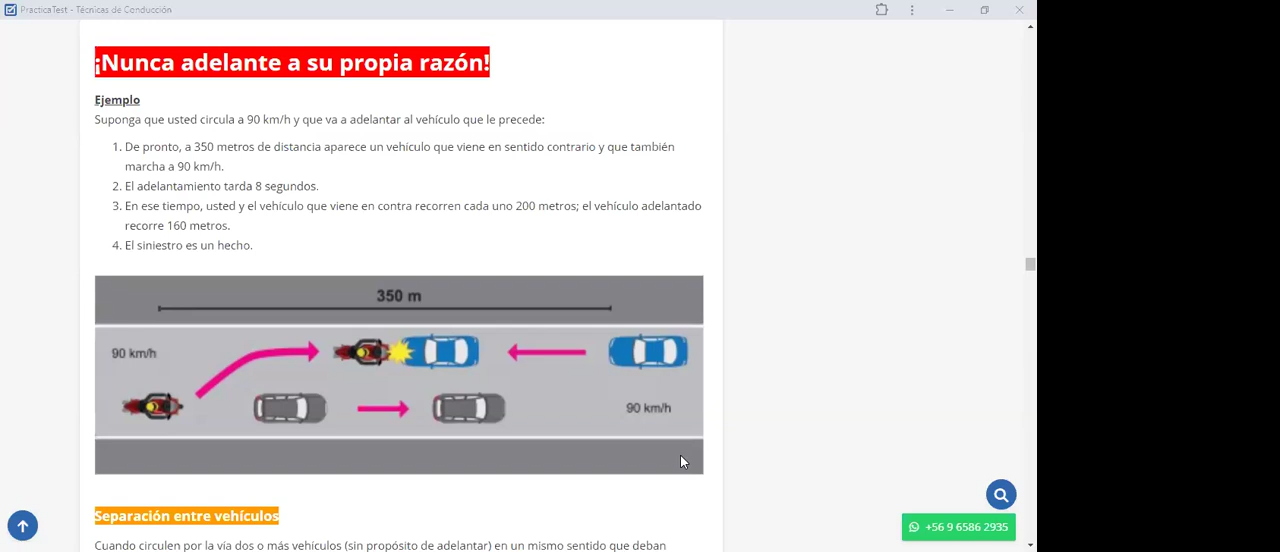 PracticaTest - Técnicas de Conducción
¡Nunca adelante a su propia razón!
Ejemplo
Suponga que usted circula a 90 km/h y que va a adelantar al vehículo que le precede:
1. De pronto, a 350 metros de distancia aparece un vehículo que viene en sentido contrario y que también
marcha a 90 km/h.
2. El adelantamiento tarda 8 segundos.
3. En ese tiempo, usted y el vehículo que viene en contra recorren cada uno 200 metros; el vehículo adelantado
recorre 160 metros.
4. El siniestro es un hecho.
350 m
90 km/h
90 km/h
Separación entre vehículos
+56 9 6586 2935
Cuando circulen por la vía dos o más vehículos (sin propósito de adelantar) en un mismo sentido que deban